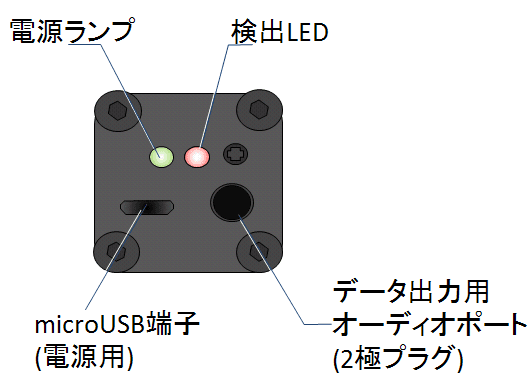 電源ランプ
検出LED
microUSB端子
(電源用)
データ出力用
オーディオポート
(2極プラグ)